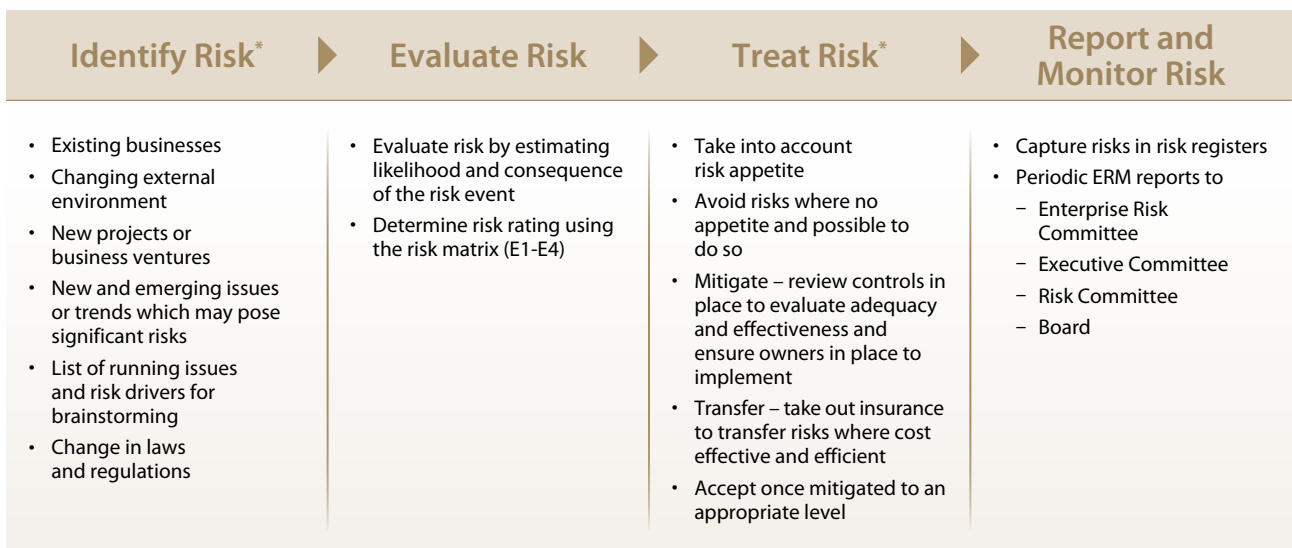 Identify Risk*
Evaluate Risk
Treat Risk*
Report and
Monitor Risk
• Existing businesses
• Changing external
environment
• New projects or
business ventures
• New and emerging issues
or trends which may pose
significant risks
• List of running issues
and risk drivers for
brainstorming
• Change in laws
and regulations
• Evaluate risk by estimating
likelihood and consequence
of the risk event
• Determine risk rating using
the risk matrix (E1-E4)
• Take into account
risk appetite
• Avoid risks where no
appetite and possible to
do so
• Mitigate – review controls in
place to evaluate adequacy
and effectiveness and
ensure owners in place to
implement
• Transfer – take out insurance
to transfer risks where cost
effective and efficient
• Accept once mitigated to an
appropriate level
• Capture risks in risk registers
• Periodic ERM reports to
– Enterprise Risk
Committee
– Executive Committee
– Risk Committee
– Board